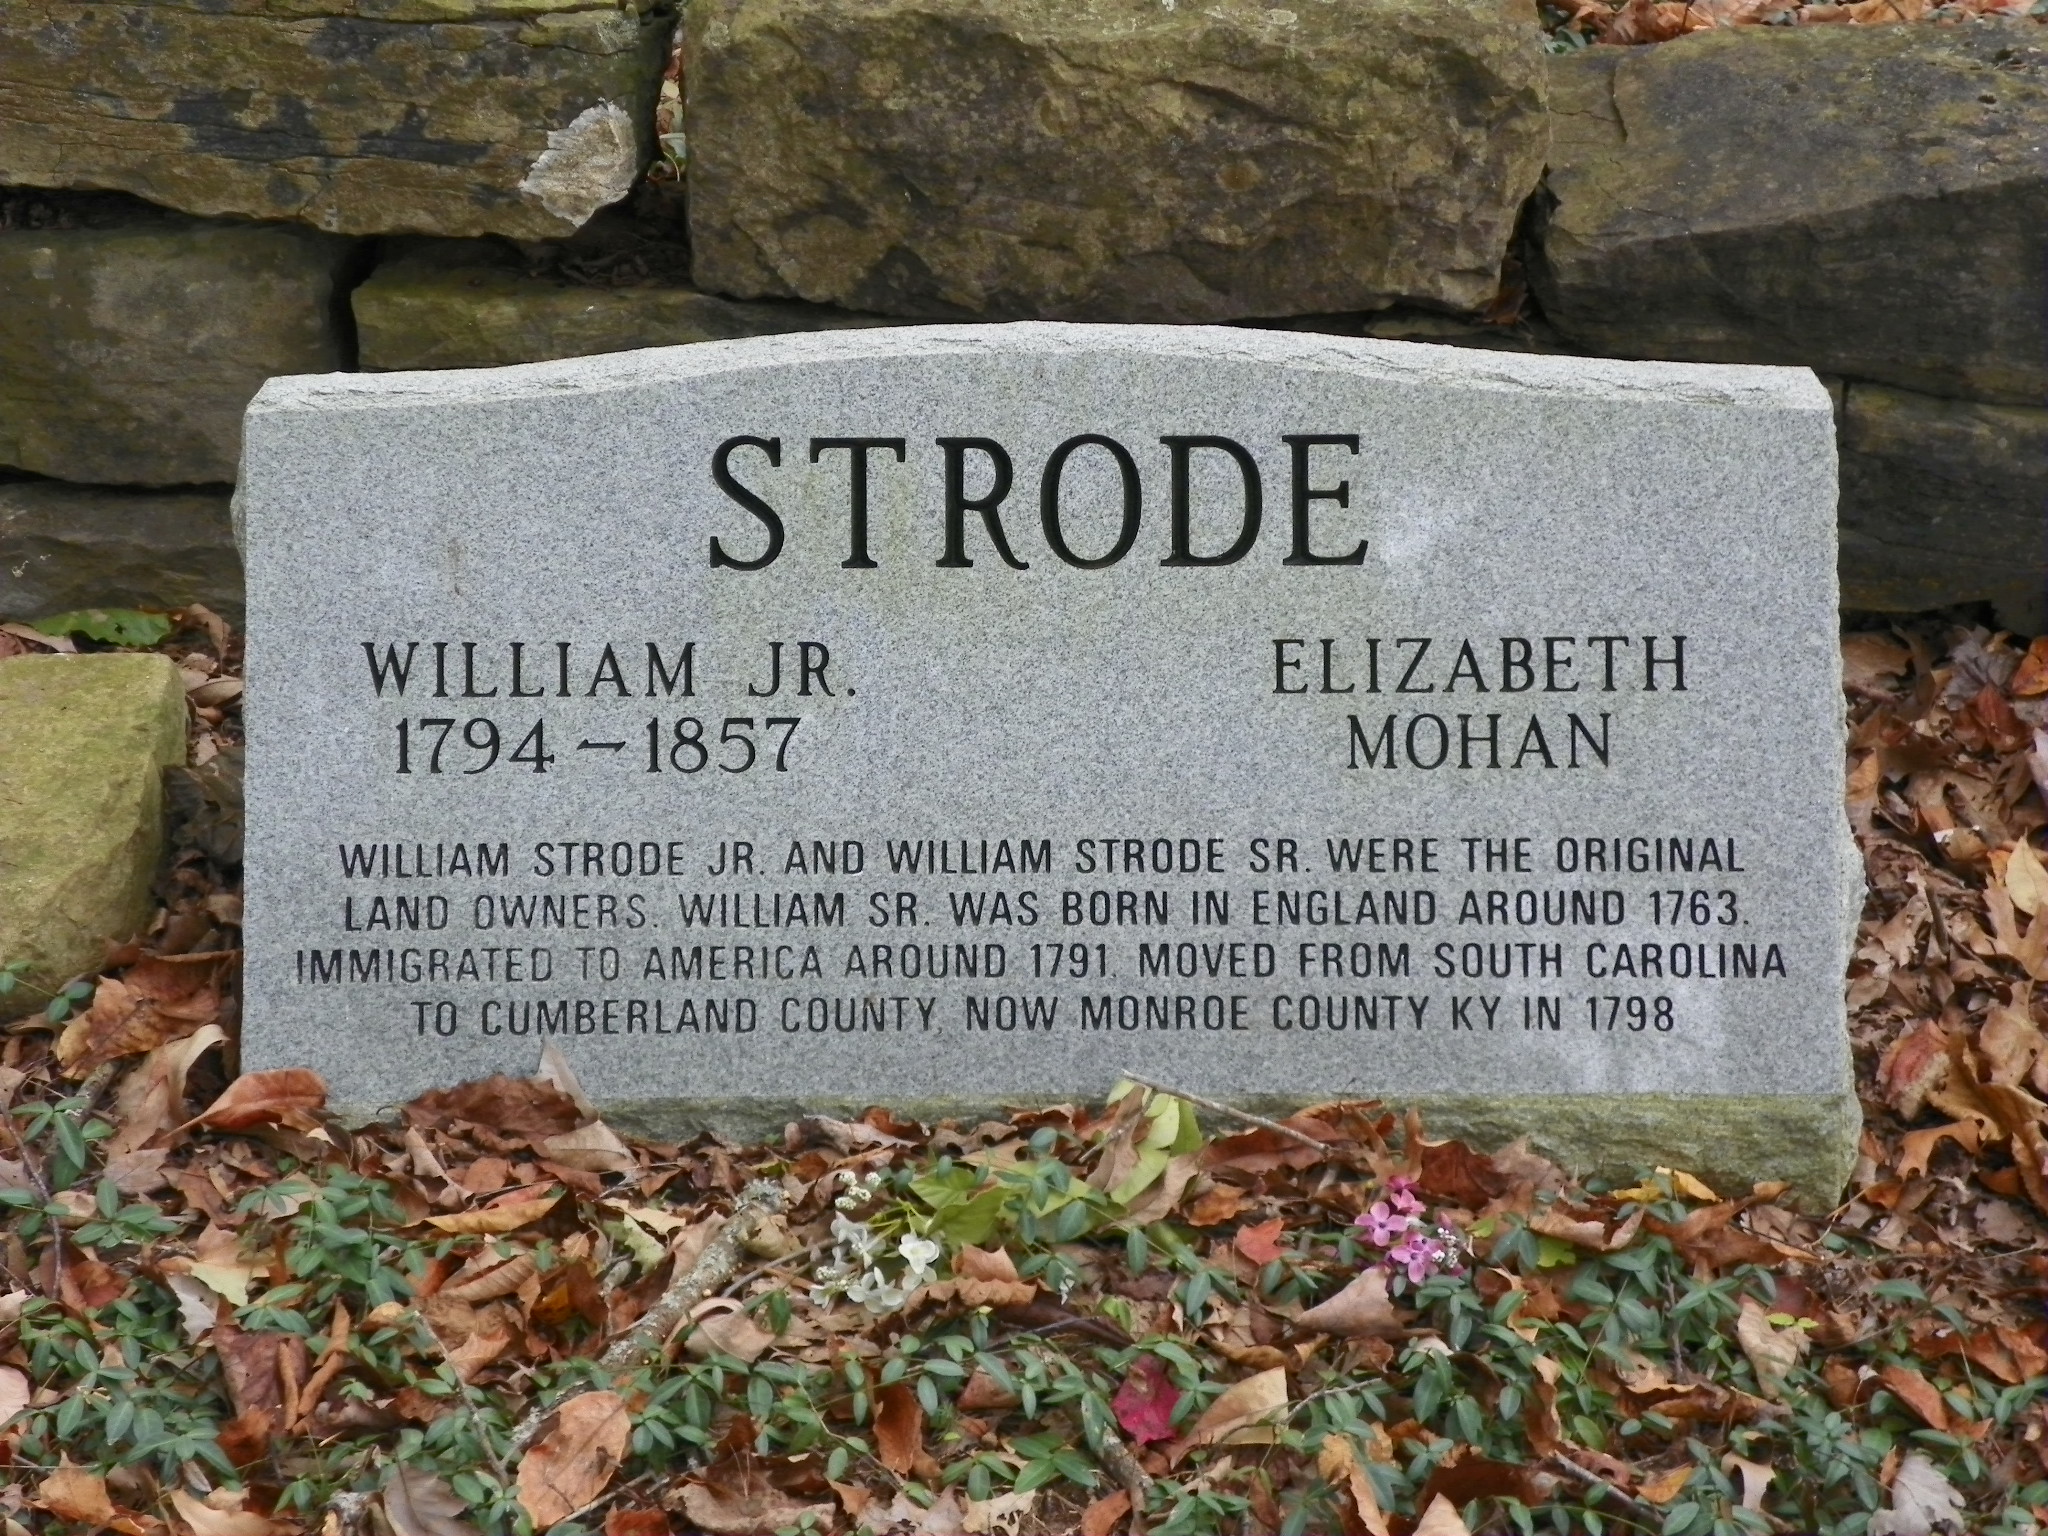 STRODE
WILLIAM JR.
1794-1857
ELIZABETH
MOHAN
WILLIAM STRODE JR. AND WILLIAM STRODE SR. WERE THE ORIGINAL
LAND OWNERS. WILLIAM SR. WAS BORN IN ENGLAND AROUND 1763.
IMMIGRATED TO AMERICA AROUND 1791. MOVED FROM SOUTH CAROLINA
TO CUMBERLAND COUNTY, NOW MONROE COUNTY KY IN 1798